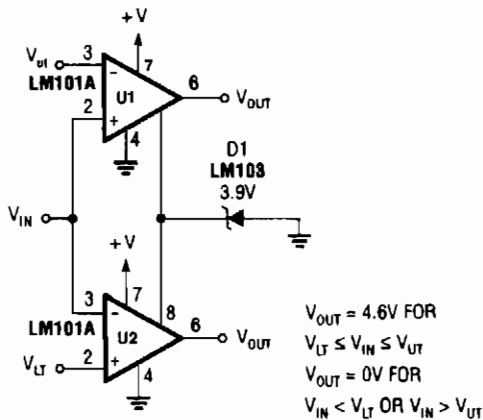 +V
V_ut 3 - 7
LM101A U1 6 V_OUT
2 + 4
D1
LM103
3.9V
V_IN
+V
3 - 7 8
LM101A U2 6 V_OUT
V_LT 2 + 4
V_OUT = 4.6V FOR
V_LT ≤ V_IN ≤ V_UT
V_OUT = 0V FOR
V_IN < V_LT OR V_IN > V_UT